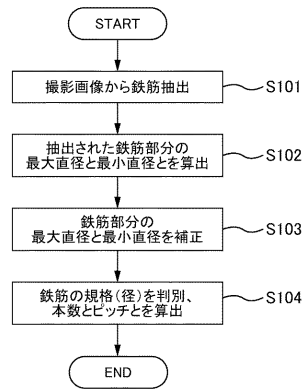 START
撮影画像から鉄筋抽出
S101
抽出された鉄筋部分の
最大直径と最小直径とを算出
S102
鉄筋部分の
最大直径と最小直径を補正
S103
鉄筋の規格(径)を判別、
本数とピッチとを算出
S104
END